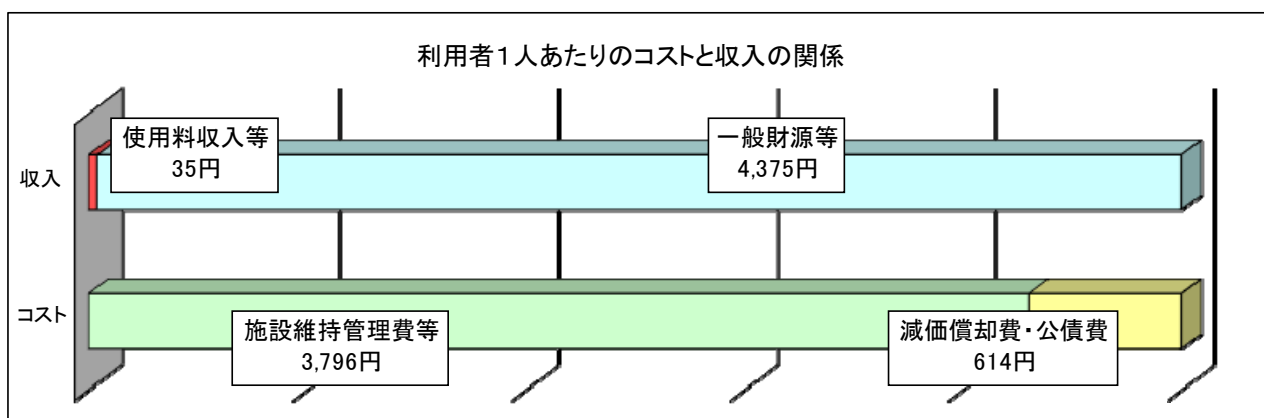 利用者1人あたりのコストと収入の関係
使用料収入等
35円
一般財源等
4,375円
収入
コスト
施設維持管理費等
3,796円
減価償却費・公債費
614円